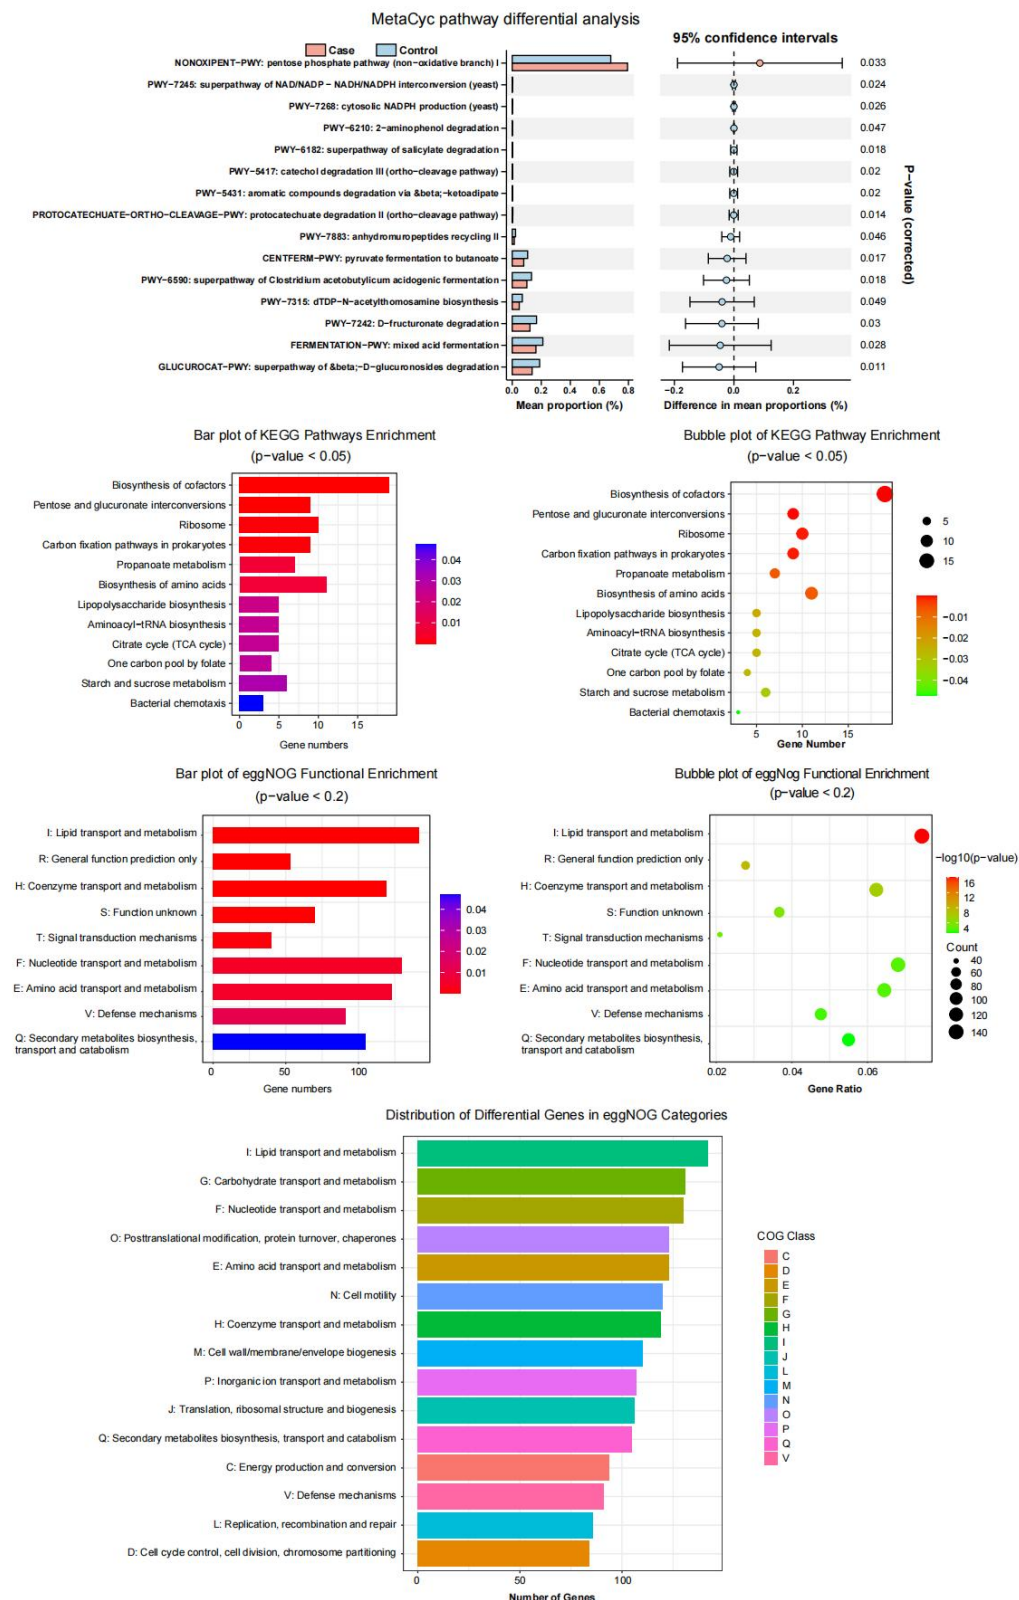 MetaCyc pathway differential analysis
Case
Control
95% confidence intervals
NONOXIPENT−PWY: pentose phosphate pathway (non−oxidative branch) I
0.033
PWY−7245: superpathway of NAD/NADP − NADH/NADPH interconversion (yeast)
0.024
PWY−7268: cytosolic NADPH production (yeast)
0.026
PWY−6210: 2−aminophenol degradation
0.047
PWY−6182: superpathway of salicylate degradation
0.018
PWY−5417: catechol degradation III (ortho−cleavage pathway)
0.02
PWY−5431: aromatic compounds degradation via &beta;−ketoadipate
0.02
PROTOCATECHUATE−ORTHO−CLEAVAGE−PWY: protocatechuate degradation II (ortho−cleavage pathway)
0.014
PWY−7883: anhydromuropeptides recycling II
0.046
CENTFERM−PWY: pyruvate fermentation to butanoate
0.017
PWY−6590: superpathway of Clostridium acetobutylicum acidogenic fermentation
0.018
PWY−7315: dTDP−N−acetylthomosamine biosynthesis
0.049
PWY−7242: D−fructuronate degradation
0.03
FERMENTATION−PWY: mixed acid fermentation
0.028
GLUCUROCAT−PWY: superpathway of &beta;−D−glucuronosides degradation
0.011
P−value (corrected)
0.0 0.2 0.4 0.6 0.8
Mean proportion (%)
−0.2 0.0 0.2
Difference in mean proportions (%)
Bar plot of KEGG Pathways Enrichment
(p−value < 0.05)
Biosynthesis of cofactors
Pentose and glucuronate interconversions
Ribosome
Carbon fixation pathways in prokaryotes
Propanoate metabolism
Biosynthesis of amino acids
Lipopolysaccharide biosynthesis
Aminoacyl−tRNA biosynthesis
Citrate cycle (TCA cycle)
One carbon pool by folate
Starch and sucrose metabolism
Bacterial chemotaxis
0 5 10 15
Gene numbers
0.04
0.03
0.02
0.01
Bubble plot of KEGG Pathway Enrichment
(p−value < 0.05)
Biosynthesis of cofactors
Pentose and glucuronate interconversions
Ribosome
Carbon fixation pathways in prokaryotes
Propanoate metabolism
Biosynthesis of amino acids
Lipopolysaccharide biosynthesis
Aminoacyl−tRNA biosynthesis
Citrate cycle (TCA cycle)
One carbon pool by folate
Starch and sucrose metabolism
Bacterial chemotaxis
5 10 15
Gene Number
5
10
15
−0.01
−0.02
−0.03
−0.04
Bar plot of eggNOG Functional Enrichment
(p−value < 0.2)
I: Lipid transport and metabolism
R: General function prediction only
H: Coenzyme transport and metabolism
S: Function unknown
T: Signal transduction mechanisms
F: Nucleotide transport and metabolism
E: Amino acid transport and metabolism
V: Defense mechanisms
Q: Secondary metabolites biosynthesis,
transport and catabolism
0 50 100
Gene numbers
0.04
0.03
0.02
0.01
Bubble plot of eggNog Functional Enrichment
(p−value < 0.2)
I: Lipid transport and metabolism
R: General function prediction only
H: Coenzyme transport and metabolism
S: Function unknown
T: Signal transduction mechanisms
F: Nucleotide transport and metabolism
E: Amino acid transport and metabolism
V: Defense mechanisms
Q: Secondary metabolites biosynthesis,
transport and catabolism
0.02 0.04 0.06
Gene Ratio
−log10(p−value)
16
12
8
4
Count
40
60
80
100
120
140
Distribution of Differential Genes in eggNOG Categories
I: Lipid transport and metabolism
G: Carbohydrate transport and metabolism
F: Nucleotide transport and metabolism
O: Posttranslational modification, protein turnover, chaperones
E: Amino acid transport and metabolism
N: Cell motility
H: Coenzyme transport and metabolism
M: Cell wall/membrane/envelope biogenesis
P: Inorganic ion transport and metabolism
J: Translation, ribosomal structure and biogenesis
Q: Secondary metabolites biosynthesis, transport and catabolism
C: Energy production and conversion
V: Defense mechanisms
L: Replication, recombination and repair
D: Cell cycle control, cell division, chromosome partitioning
0 50 100
Number of Genes
COG Class
C
D
E
F
G
H
I
J
L
M
N
O
P
Q
V